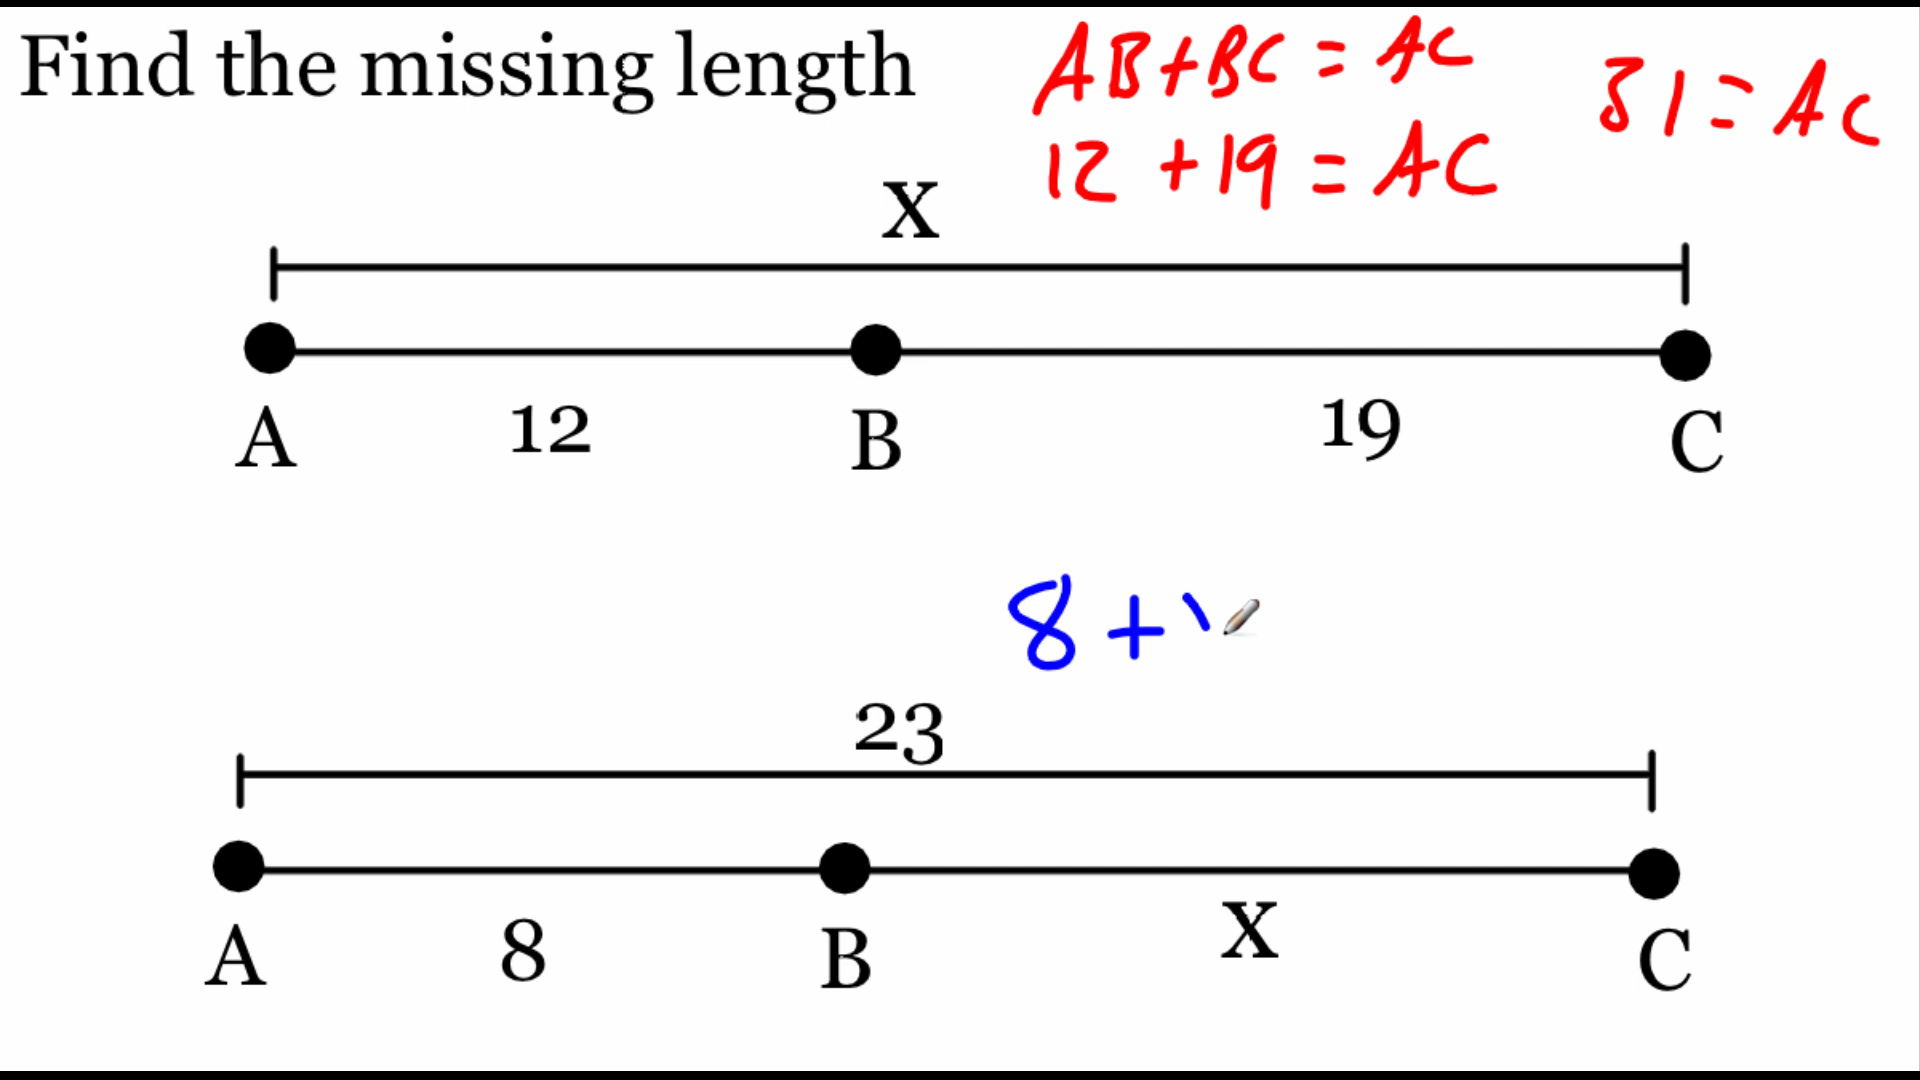 Find the missing length
AB+BC = AC
12 + 19 = AC
31 = AC
X
A 12 B 19 C
8 +
23
A 8 B X C